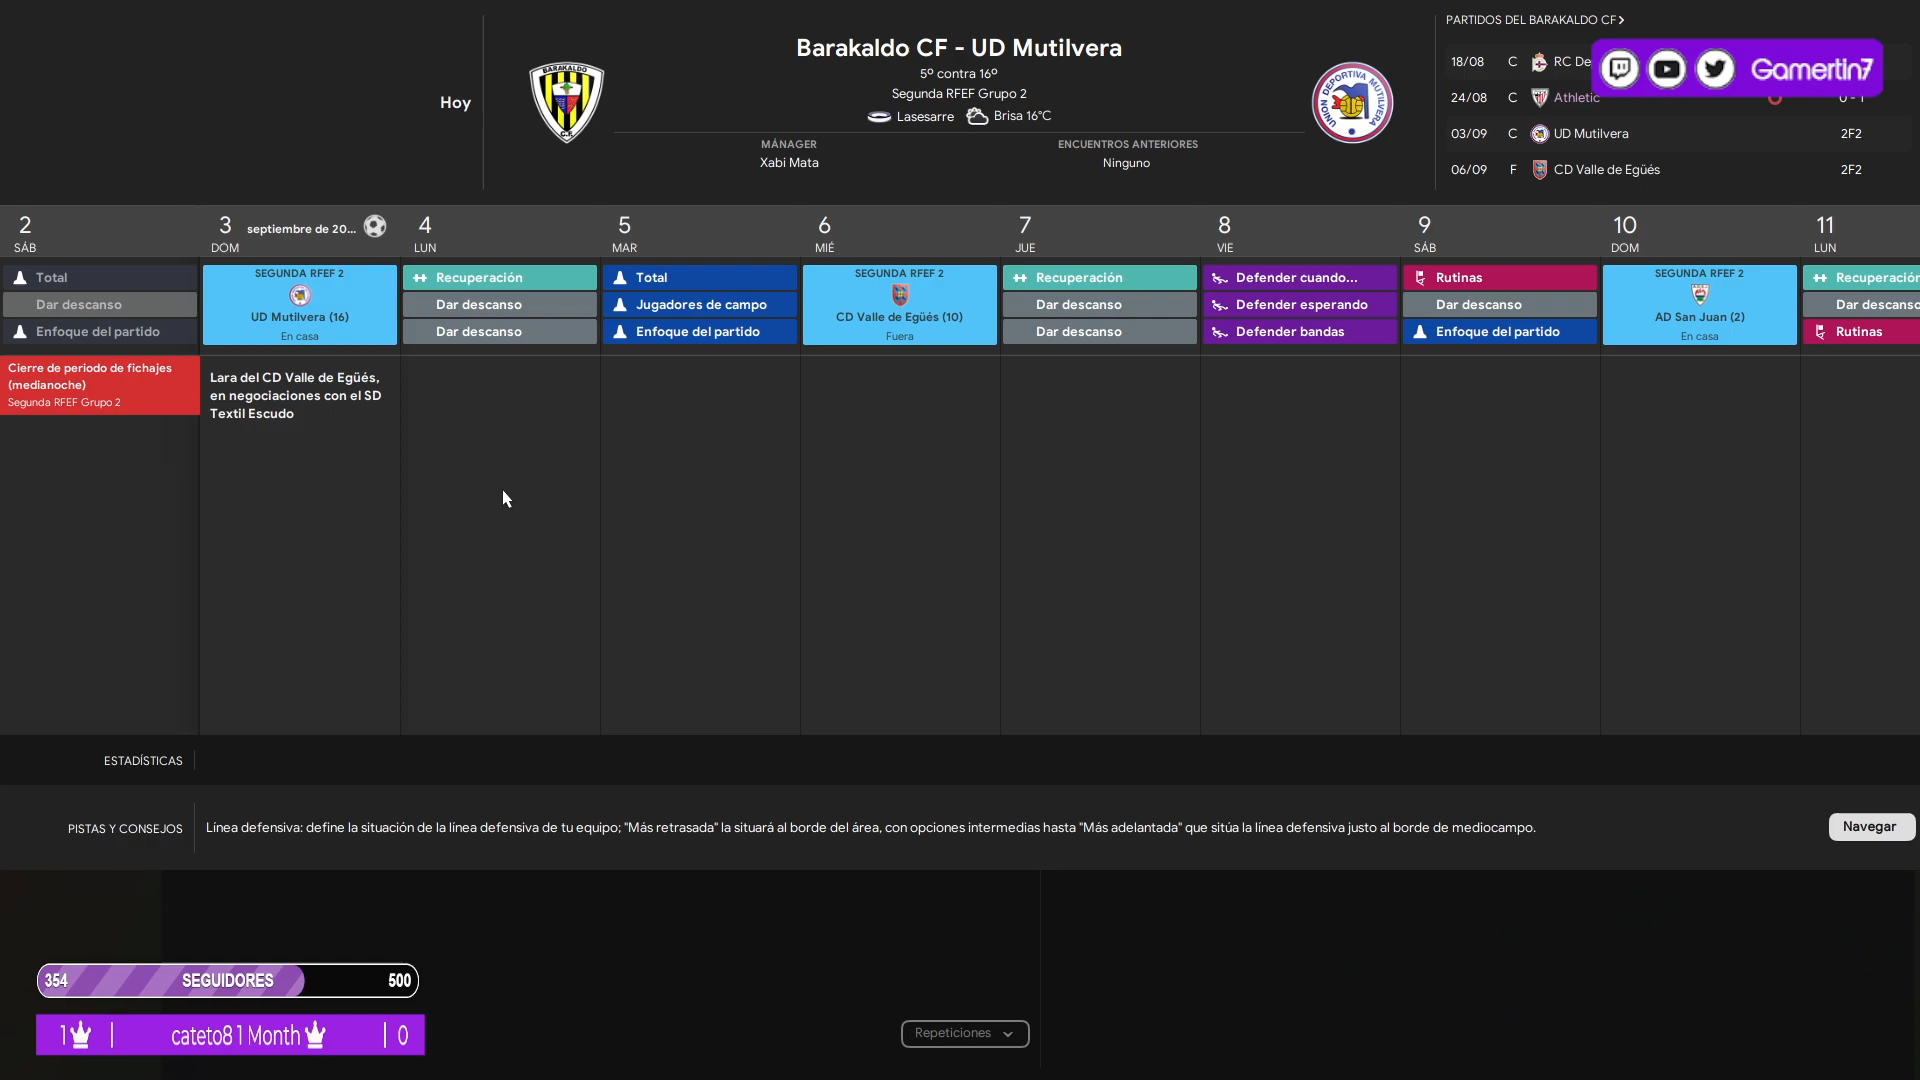 PARTIDOS DEL BARAKALDO CF
Barakaldo CF - UD Mutilvera
5º contra 16º
Segunda RFEF Grupo 2
Lasesarre Brisa 16°C
Hoy
MÁNAGER
Xabi Mata
ENCUENTROS ANTERIORES
Ninguno
BARAKALDO
C.F.
UNION DEPORTIVA MUTILVERA
18/08 C RC De
24/08 C Athletic 0 - 1
03/09 C UD Mutilvera 2F2
06/09 F CD Valle de Egüés 2F2
Gamertin7
2 SÁB
3 DOM septiembre de 20...
4 LUN
5 MAR
6 MIÉ
7 JUE
8 VIE
9 SÁB
10 DOM
11 LUN
Total
Dar descanso
Enfoque del partido
SEGUNDA RFEF 2
UD Mutilvera (16)
En casa
Recuperación
Dar descanso
Dar descanso
Total
Jugadores de campo
Enfoque del partido
SEGUNDA RFEF 2
CD Valle de Egüés (10)
Fuera
Recuperación
Dar descanso
Dar descanso
Defender cuando...
Defender esperando
Defender bandas
Rutinas
Dar descanso
Enfoque del partido
SEGUNDA RFEF 2
AD San Juan (2)
En casa
Recuperación
Dar descanso
Rutinas
Cierre de periodo de fichajes
(medianoche)
Segunda RFEF Grupo 2
Lara del CD Valle de Egüés,
en negociaciones con el SD
Textil Escudo
ESTADÍSTICAS
PISTAS Y CONSEJOS
Línea defensiva: define la situación de la línea defensiva de tu equipo; "Más retrasada" la situará al borde del área, con opciones intermedias hasta "Más adelantada" que sitúa la línea defensiva justo al borde de mediocampo.
Navegar
354 SEGUIDORES 500
1 cateto8 1 Month 0
Repeticiones